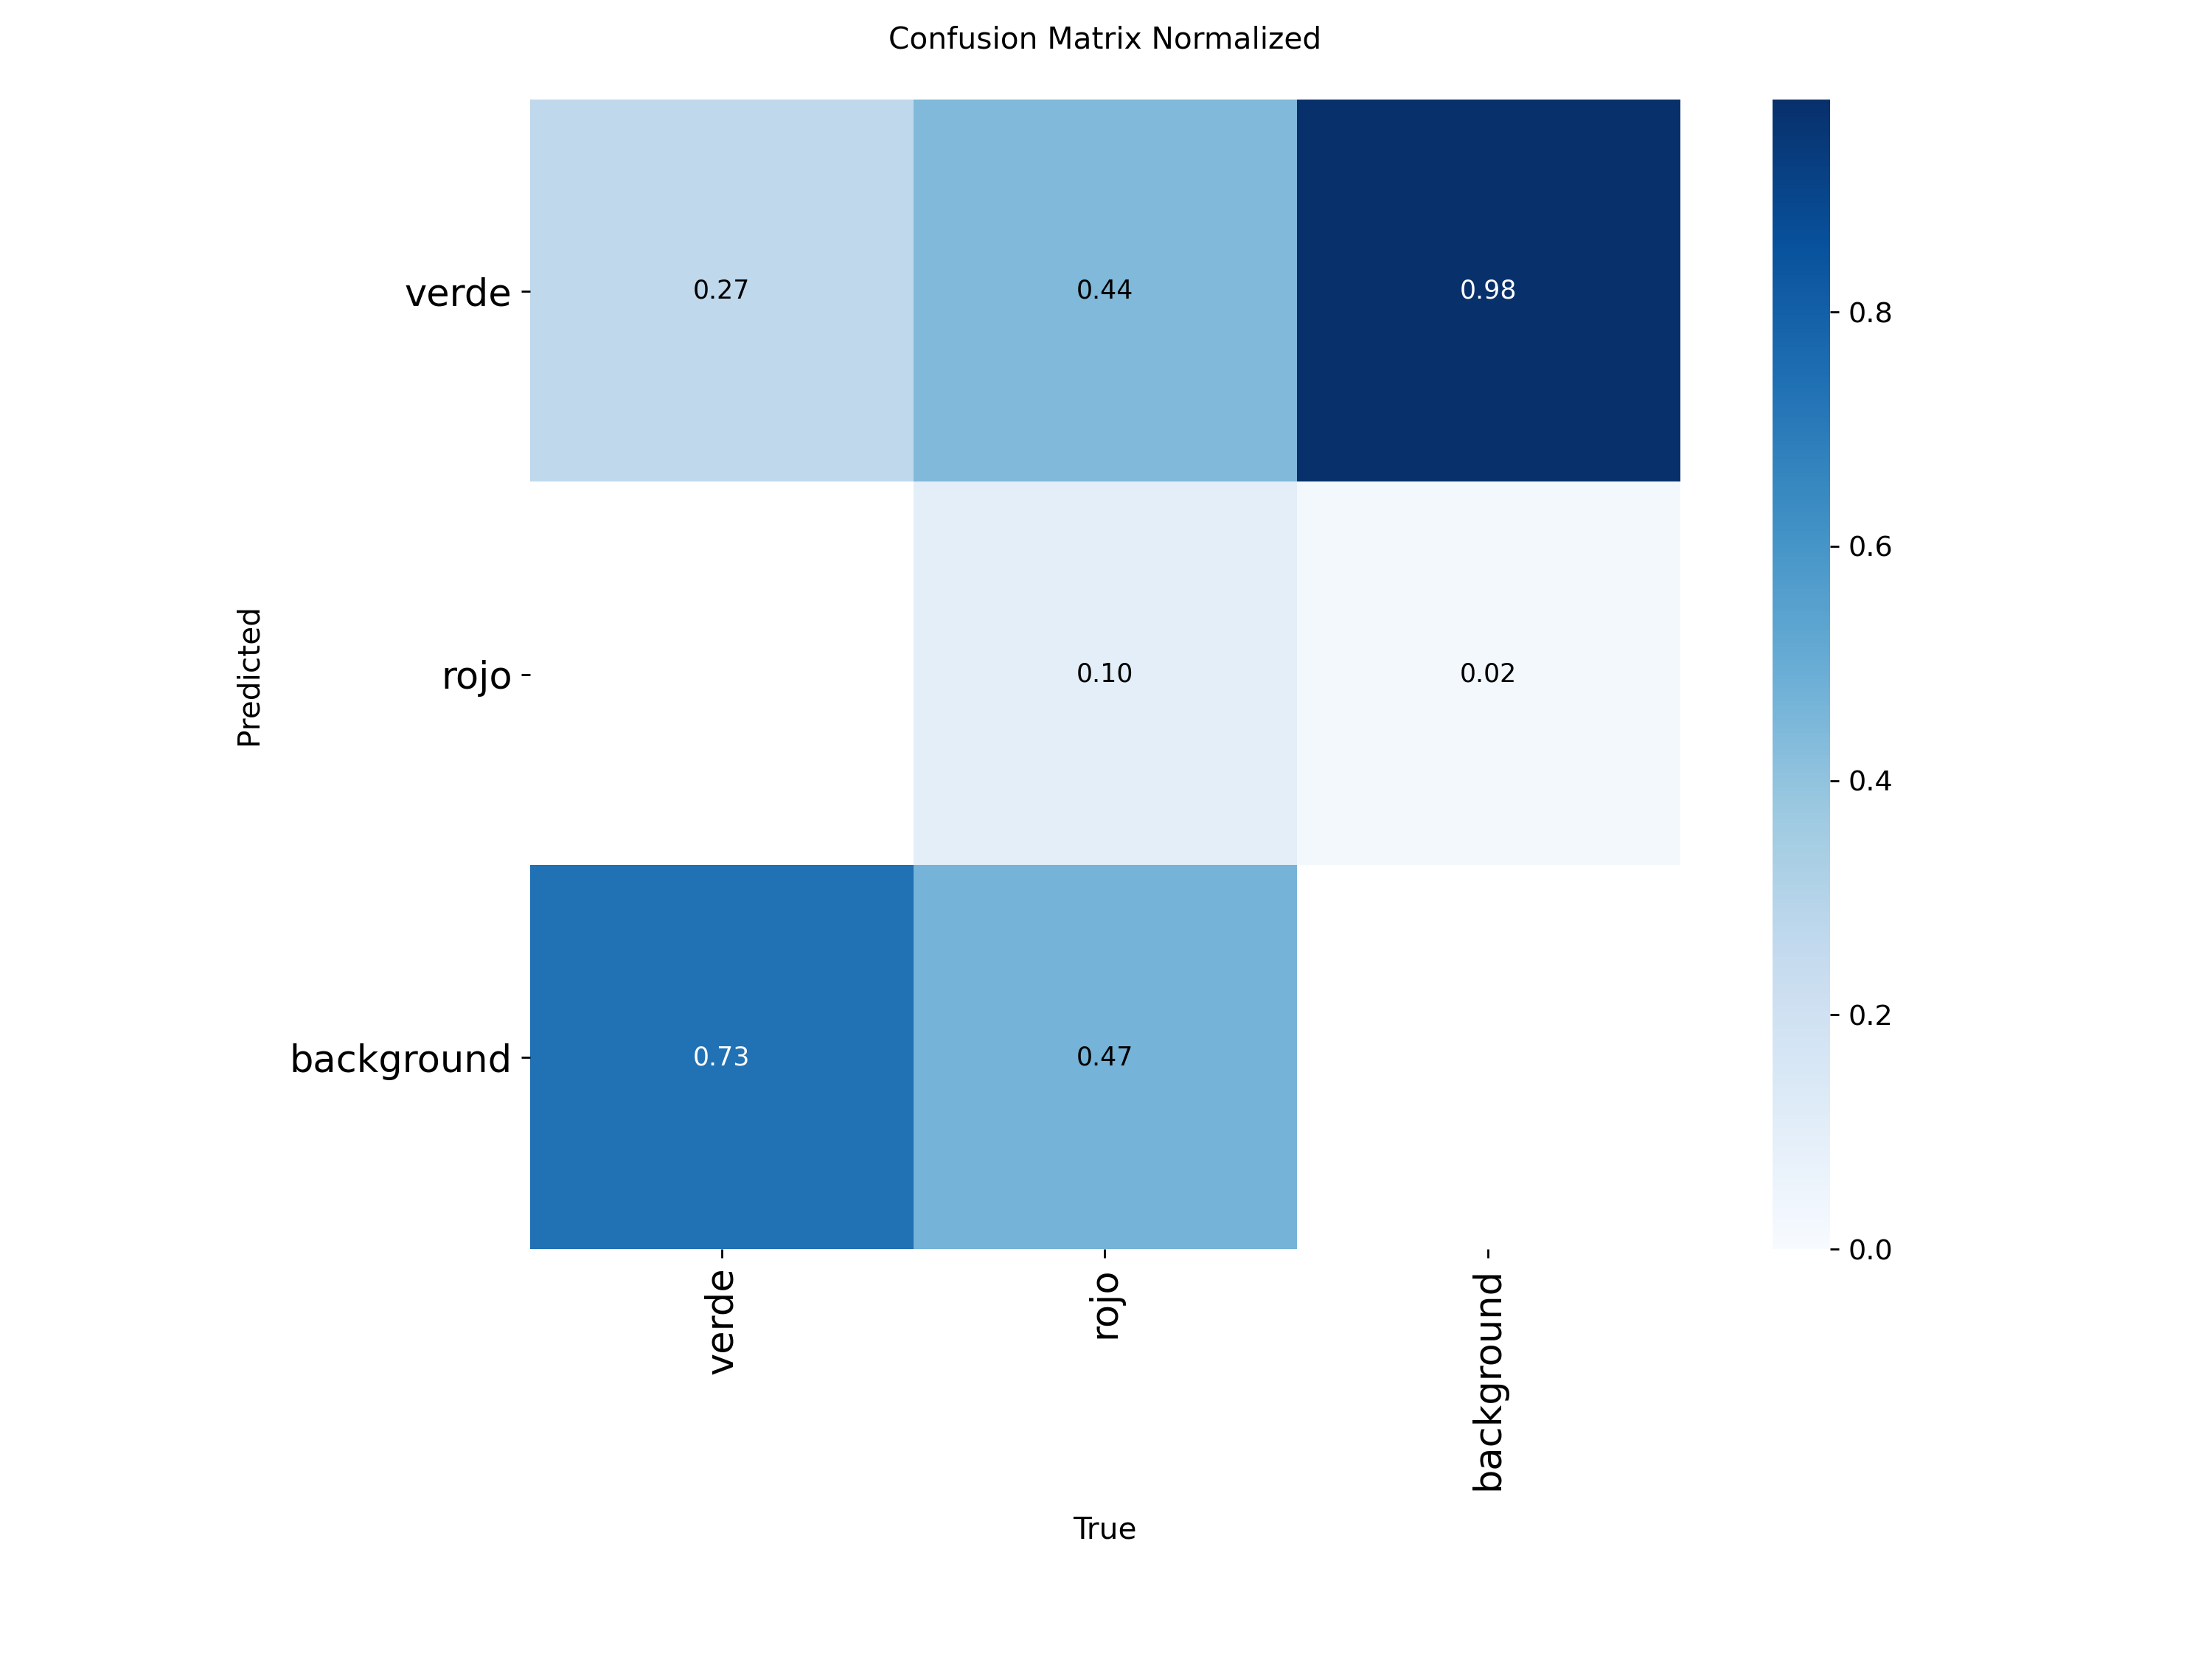 Confusion Matrix Normalized
verde
0.27
0.44
0.98
0.8
0.6
Predicted
rojo
0.10
0.02
0.4
0.2
background
0.73
0.47
0.0
verde
rojo
background
True